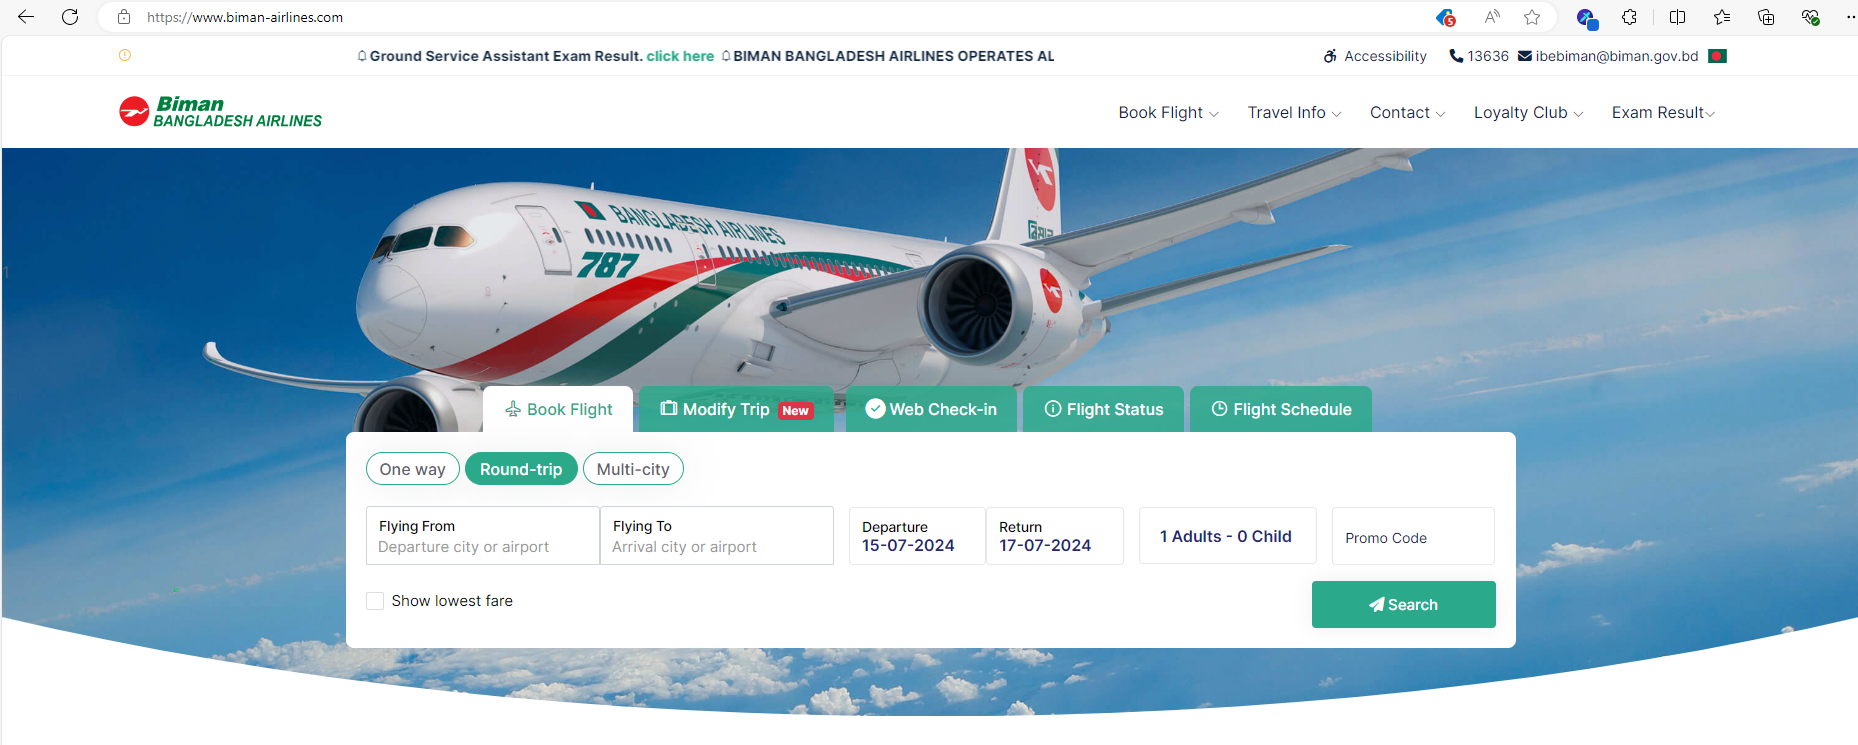 https://www.biman-airlines.com
5
Ground Service Assistant Exam Result. click here BIMAN BANGLADESH AIRLINES OPERATES AL
Accessibility 13636 ibebiman@biman.gov.bd
Biman
BANGLADESH AIRLINES
Book Flight Travel Info Contact Loyalty Club Exam Result
BANGLADESH AIRLINES
787
1
Book Flight Modify Trip New Web Check-in Flight Status Flight Schedule
One way Round-trip Multi-city
Flying From Flying To Departure Return
Departure city or airport Arrival city or airport 15-07-2024 17-07-2024 1 Adults - 0 Child Promo Code
Show lowest fare
Search